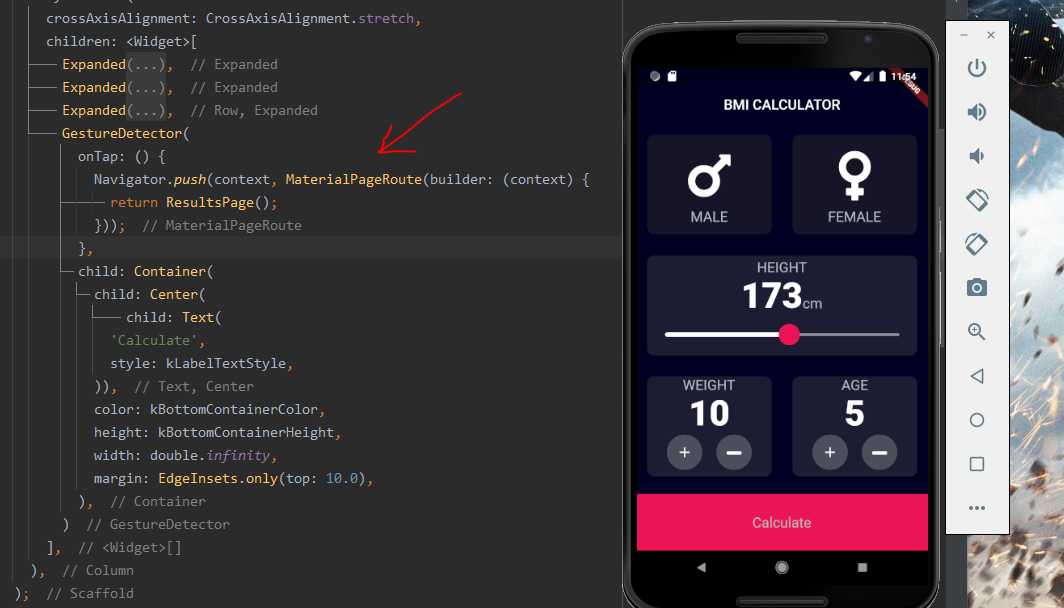 crossAxisAlignment: CrossAxisAlignment.stretch,
children: <Widget>[
Expanded(...), // Expanded
Expanded(...), // Expanded
Expanded(...), // Row, Expanded
GestureDetector(
onTap: () {
Navigator.push(context, MaterialPageRoute(builder: (context) {
return ResultsPage();
})); // MaterialPageRoute
},
child: Container(
child: Center(
child: Text(
'Calculate',
style: kLabelTextStyle,
)), // Text, Center
color: kBottomContainerColor,
height: kBottomContainerHeight,
width: double.infinity,
margin: EdgeInsets.only(top: 10.0),
), // Container
) // GestureDetector
], // <Widget>[]
), // Column
); // Scaffold
11:54
DEBUG
BMI CALCULATOR
MALE
FEMALE
HEIGHT
173cm
WEIGHT
10
AGE
5
Calculate